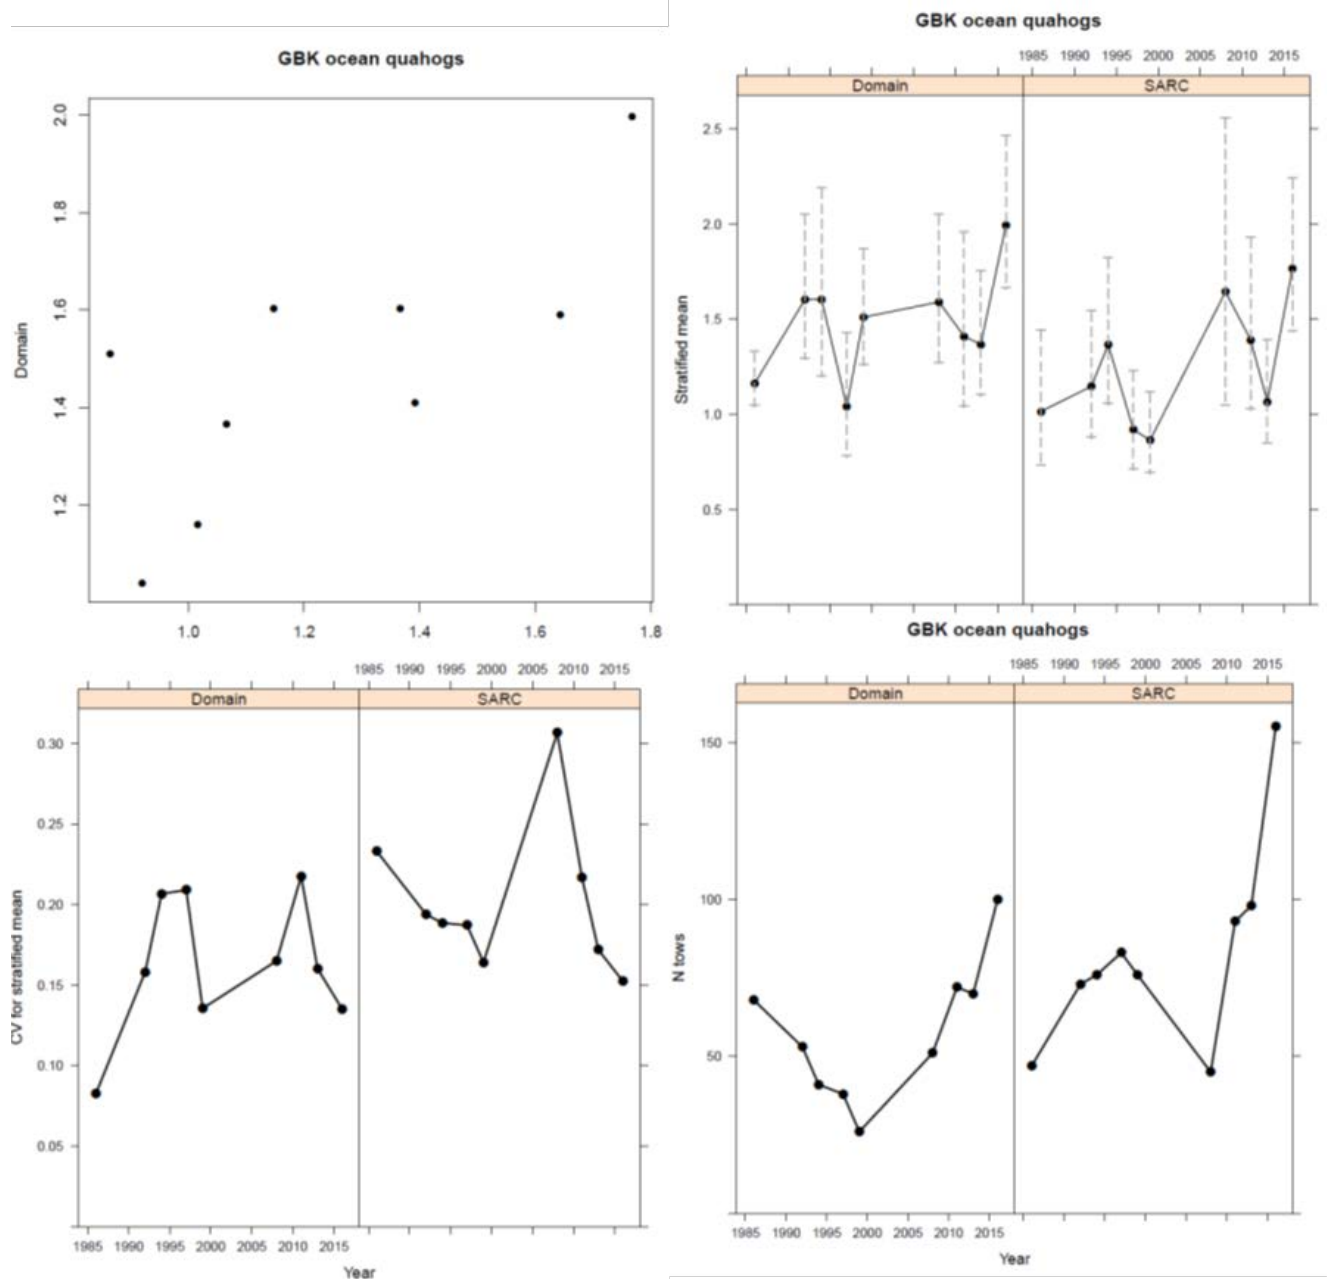 GBK ocean quahogs
Domain
2.0
1.8
1.6
1.4
1.2
1.0 1.2 1.4 1.6 1.8
GBK ocean quahogs
1985 1990 1995 2000 2005 2010 2015
Domain SARC
Stratified mean
2.5
2.0
1.5
1.0
0.5
1985 1990 1995 2000 2005 2010 2015
Domain SARC
CV for stratified mean
0.30
0.25
0.20
0.15
0.10
0.05
1985 1990 1995 2000 2005 2010 2015
Year
GBK ocean quahogs
1985 1990 1995 2000 2005 2010 2015
Domain SARC
N tows
150
100
50
1985 1990 1995 2000 2005 2010 2015
Year